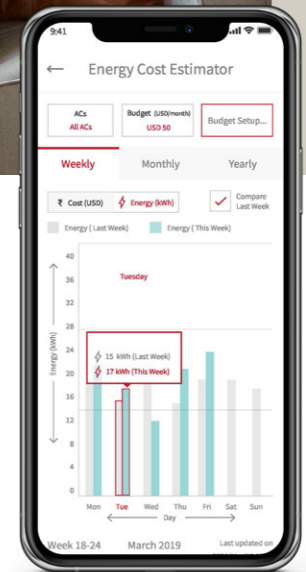 9:41
← Energy Cost Estimator
ACs
All ACs
Budget (USD/month)
USD 50
Budget Setup...
Weekly Monthly Yearly
₹ Cost (USD) Energy (kWh)
Compare
Last Week
Energy ( Last Week) Energy ( This Week)
40
Tuesday
36
32
28
24
15 kWh (Last Week)
20
17 kWh (This Week)
16
12
8
4
0
Energy (kWh)
Mon Tue Wed Thu Fri Sat Sun
Day
Week 18-24 March 2019 Last updated on